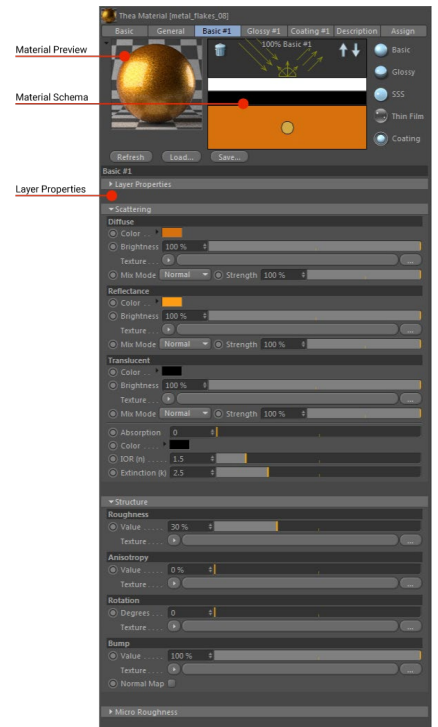 Thea Material [metal_flakes_08]
Basic General Basic #1 Glossy #1 Coating #1 Description Assign
Material Preview
100% Basic #1
Basic
Glossy
Material Schema
SSS
Thin Film
Coating
Refresh Load... Save...
Basic #1
Layer Properties
Layer Properties
Scattering
Diffuse
Color . .
Brightness 100 %
Texture . . . ...
Mix Mode Normal Strength 100 %
Reflectance
Color . .
Brightness 100 %
Texture . . . ...
Mix Mode Normal Strength 100 %
Translucent
Color . .
Brightness 100 %
Texture . . . ...
Mix Mode Normal Strength 100 %
Absorption 0
Color . . . .
IOR (n) . . . . . 1.5
Extinction (k) 2.5
Structure
Roughness
Value . . . . . 30 %
Texture . . . . ...
Anisotropy
Value . . . . . 0 %
Texture . . . . ...
Rotation
Degrees . . . 0
Texture . . . . ...
Bump
Value . . . . . 100 %
Texture . . . . ...
Normal Map
Micro Roughness